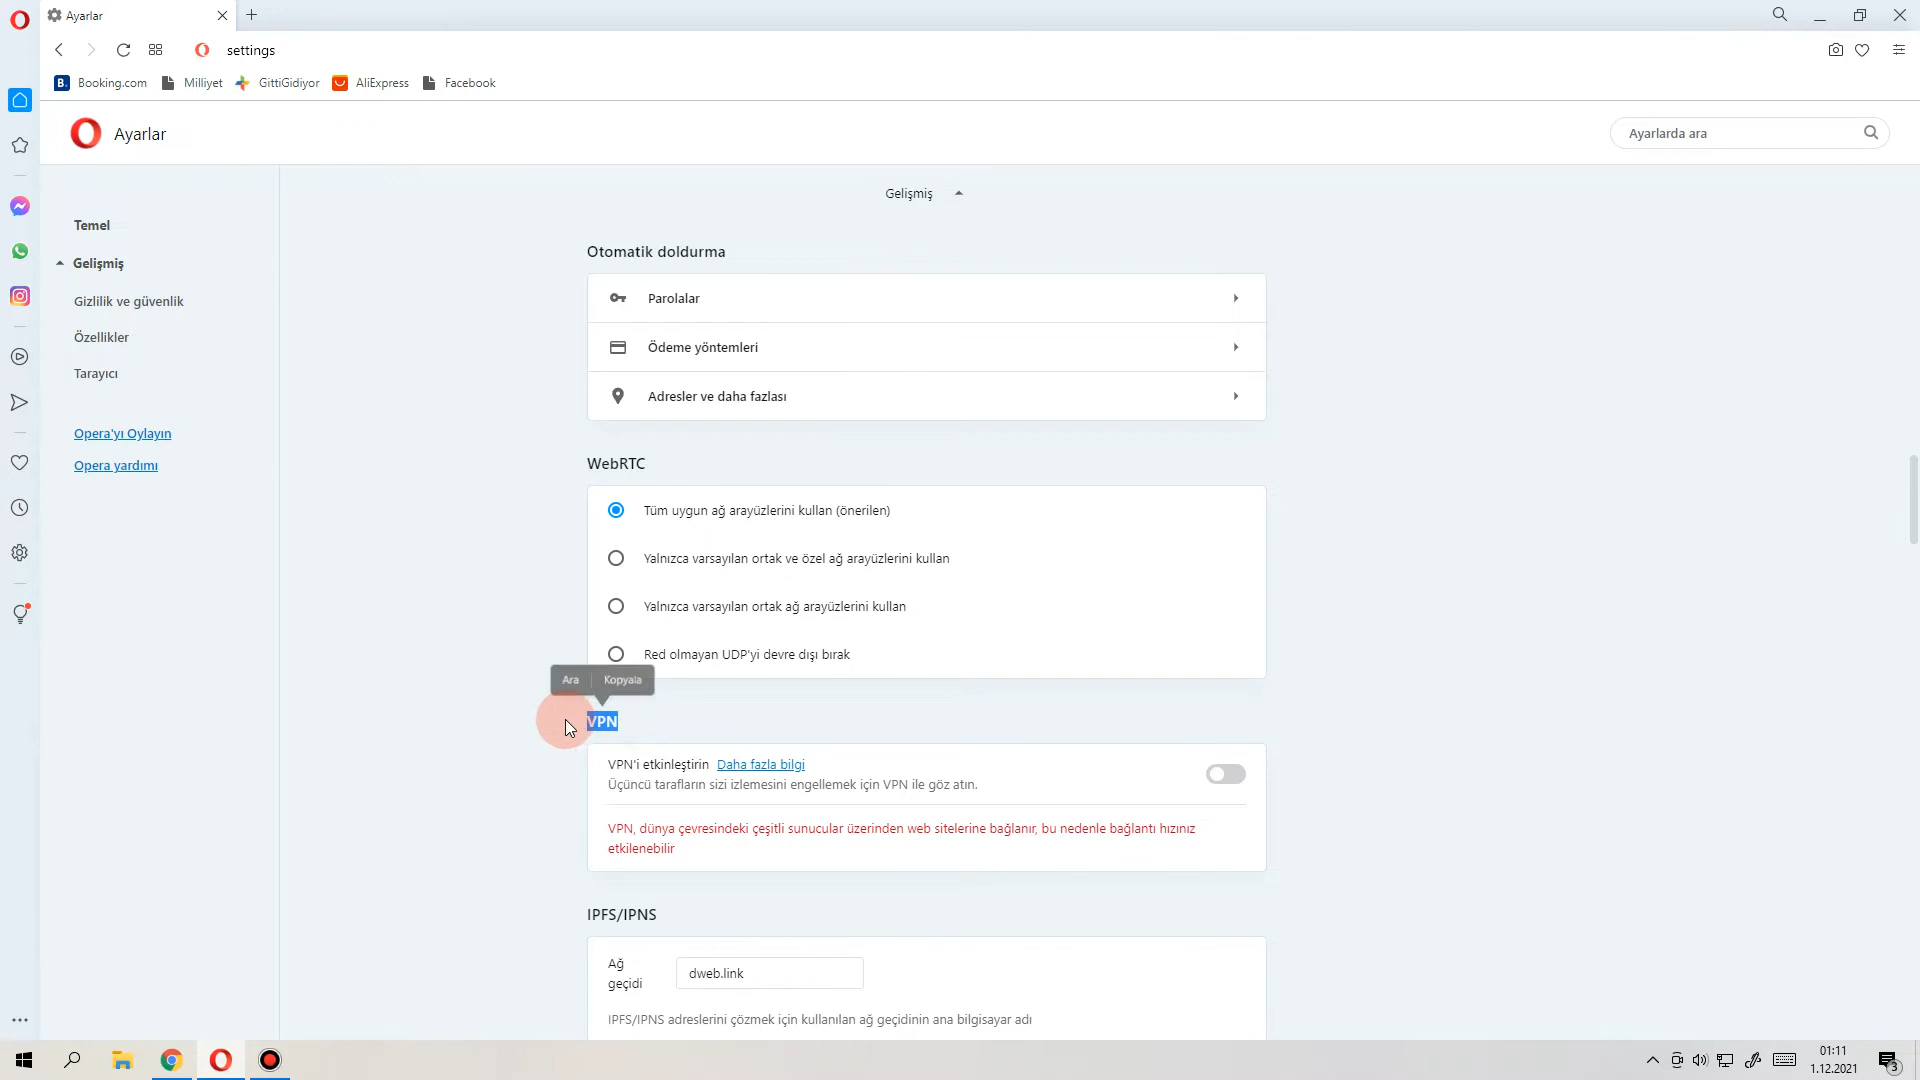 Ayarlar
settings
Booking.com
Milliyet
GittiGidiyor
AliExpress
Facebook
Ayarlar
Ayarlarda ara
Temel
Gelişmiş
Gizlilik ve güvenlik
Özellikler
Tarayıcı
Opera'yı Oylayın
Opera yardımı
Gelişmiş
Otomatik doldurma
Parolalar
Ödeme yöntemleri
Adresler ve daha fazlası
WebRTC
Tüm uygun ağ arayüzlerini kullan (önerilen)
Yalnızca varsayılan ortak ve özel ağ arayüzlerini kullan
Yalnızca varsayılan ortak ağ arayüzlerini kullan
Red olmayan UDP'yi devre dışı bırak
Ara
Kopyala
VPN
VPN'i etkinleştirin Daha fazla bilgi
Üçüncü tarafların sizi izlemesini engellemek için VPN ile göz atın.
VPN, dünya çevresindeki çeşitli sunucular üzerinden web sitelerine bağlanır, bu nedenle bağlantı hızınız
etkilenebilir
IPFS/IPNS
Ağ
geçidi
dweb.link
IPFS/IPNS adreslerini çözmek için kullanılan ağ geçidinin ana bilgisayar adı
01:11
1.12.2021
3